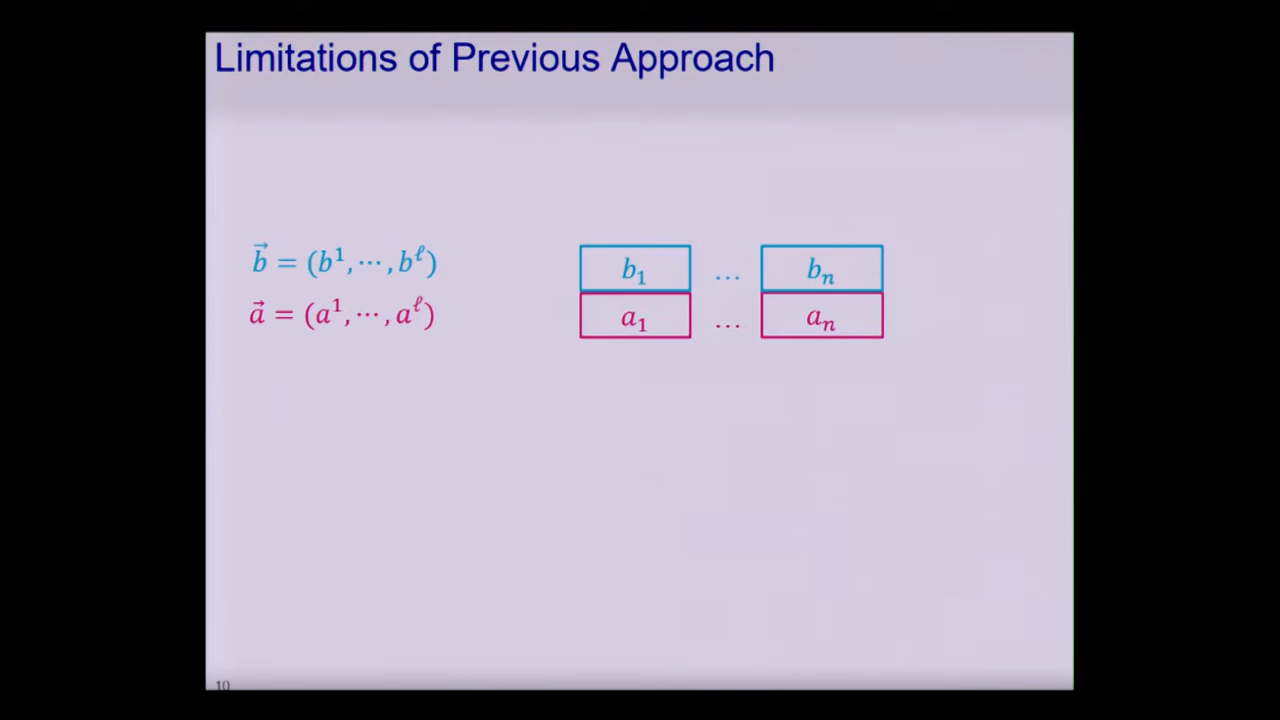 Limitations of Previous Approach
b⃗ = (b¹, ⋯, bℓ)
a⃗ = (a¹, ⋯, aℓ)
b₁ … bₙ
a₁ … aₙ
10